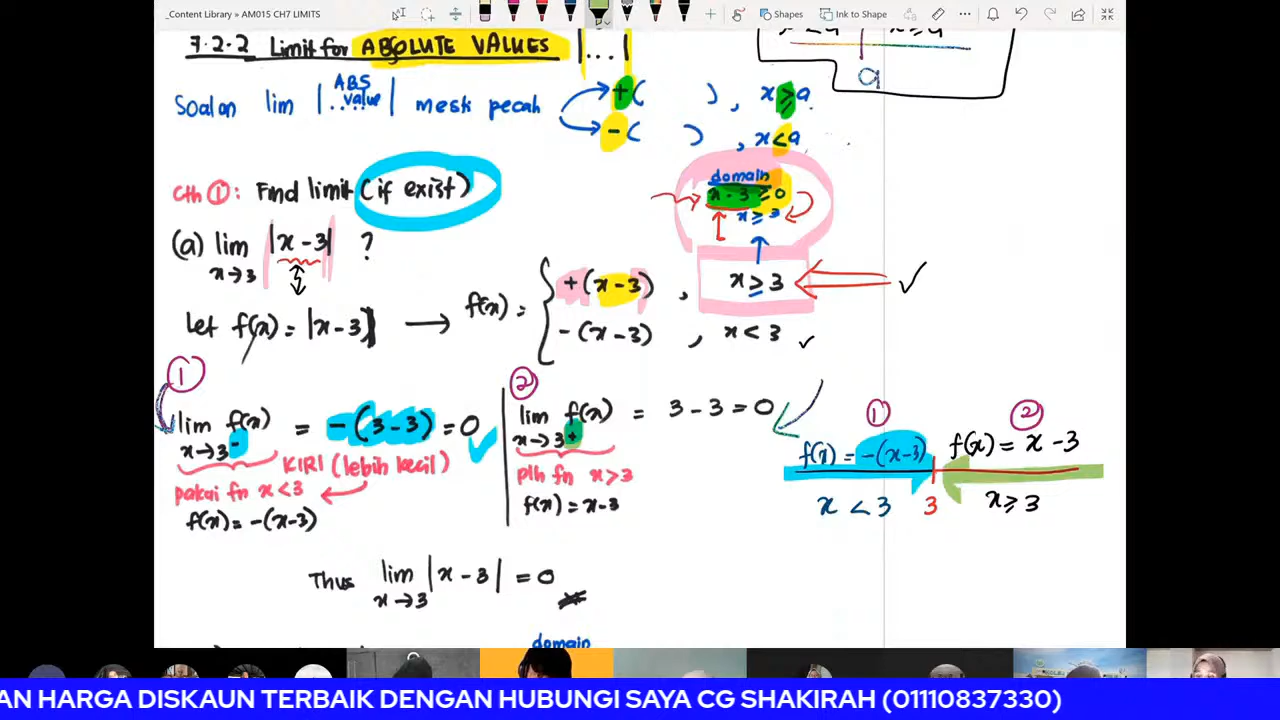 _Content Library » AM015 CH7 LIMITS
Shapes
Ink to Shape
7.2.2 Limit for ABSOLUTE VALUES |...|
a
Soalan lim |ABS value| mesti pecah
+( ) , x ≥ a
-( ) , x < a
Cth ①: Find limit (if exist)
domain
x - 3 ≥ 0
x ≥ 3
(a) lim x→3 |x-3| ?
Let f(x) = |x-3| → f(x) =
+(x-3) , x ≥ 3 ✓
-(x-3) , x < 3 ✓
①
lim x→3⁻ f(x) = -(3-3) = 0
KIRI (lebih kecil)
pakai fn x < 3
f(x) = -(x-3)
②
lim x→3+ f(x) = 3-3 = 0
plh fn x > 3
f(x) = x-3
① ②
f(x) = -(x-3) f(x) = x - 3
x < 3 3 x ≥ 3
Thus lim x→3 |x-3| = 0
domain
AN HARGA DISKAUN TERBAIK DENGAN HUBUNGI SAYA CG SHAKIRAH (01110837330)